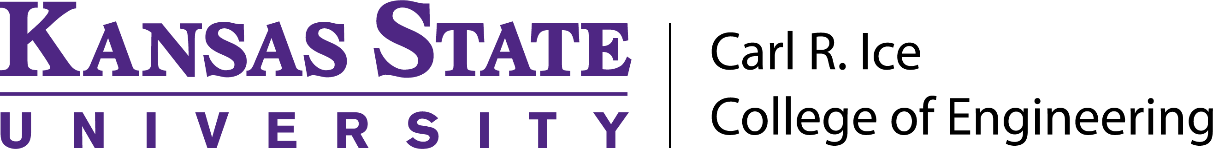 KANSAS STATE
UNIVERSITY
Carl R. Ice
College of Engineering